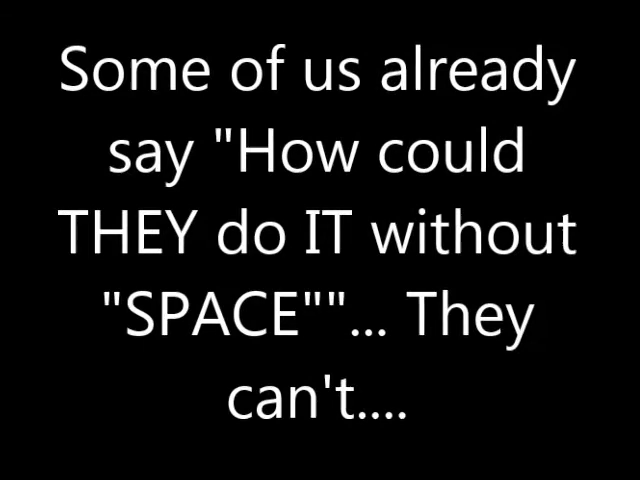 Some of us already
say "How could
THEY do IT without
"SPACE""... They
can't....